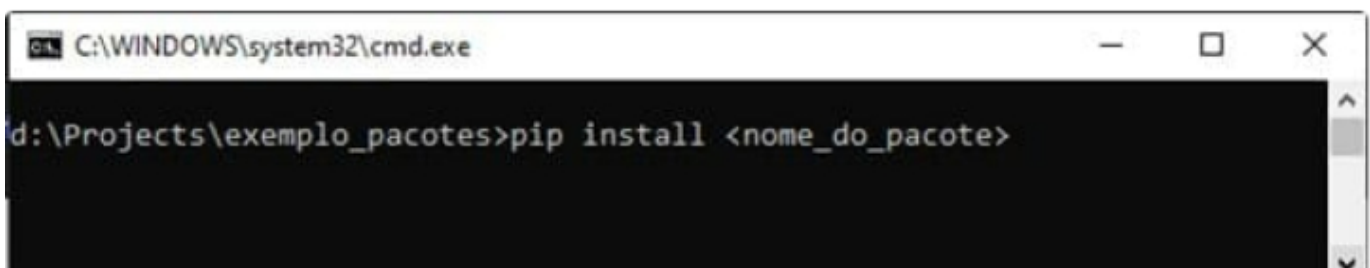 C:\WINDOWS\system32\cmd.exe
d:\Projects\exemplo_pacotes>pip install <nome_do_pacote>